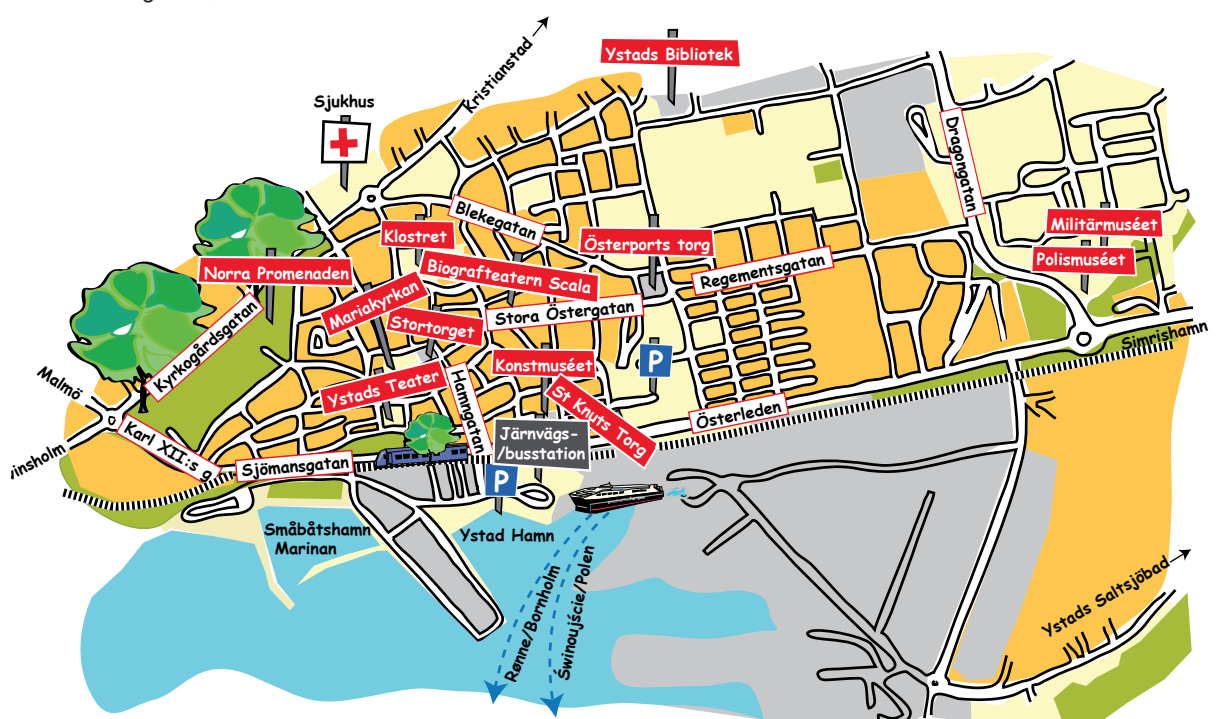 Kristianstad
Ystads Bibliotek
Sjukhus
Dragongatan
Blekegatan
Klostret
Österports torg
Militärmuséet
Polismuséet
Norra Promenaden
Biografteatern Scala
Regementsgatan
Mariakyrkan
Stortorget
Stora Östergatan
Kyrkogårdsgatan
Simrishamn
Konstmuséet
P
Malmö
Ystads Teater
Hamngatan
St Knuts Torg
Österleden
Karl XII:s g
Järnvägs-
/busstation
Sjömansgatan
P
Småbåtshamn
Marinan
Ystad Hamn
Rønne/Bornholm
Świnoujście/Polen
Ystads Saltsjöbad